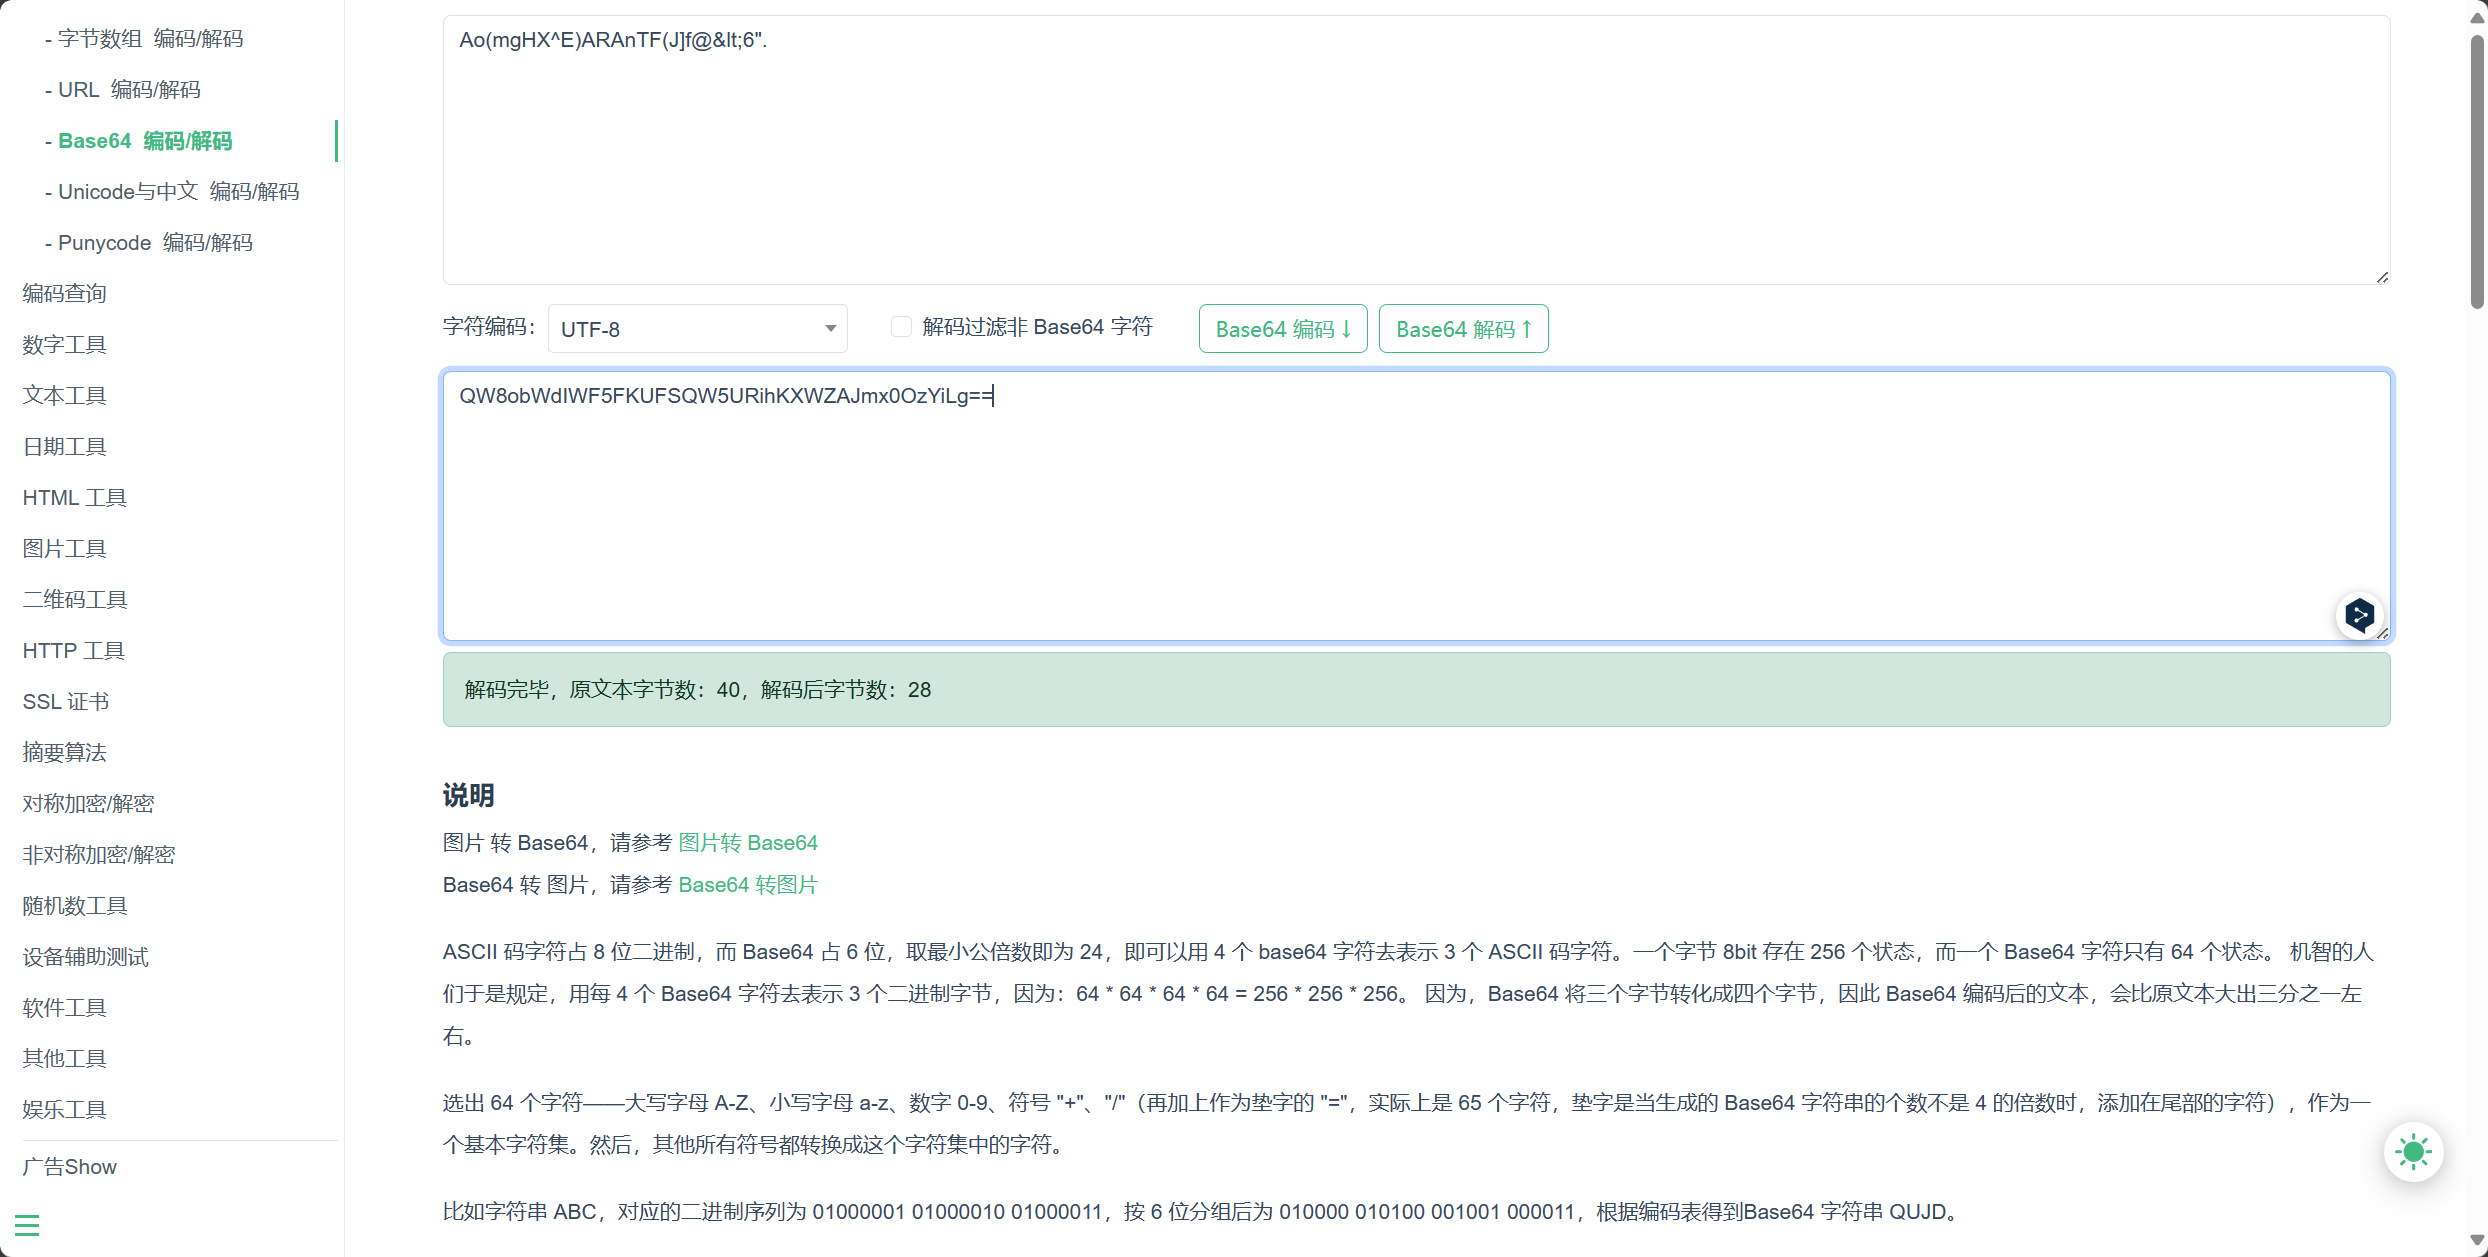 - 字节数组 编码/解码
- URL 编码/解码
- Base64 编码/解码
- Unicode与中文 编码/解码
- Punycode 编码/解码
编码查询
数字工具
文本工具
日期工具
HTML 工具
图片工具
二维码工具
HTTP 工具
SSL 证书
摘要算法
对称加密/解密
非对称加密/解密
随机数工具
设备辅助测试
软件工具
其他工具
娱乐工具
广告Show
Ao(mgHX^E)ARAnTF(J]f@&lt;6".
字符编码： UTF-8 解码过滤非 Base64 字符 Base64 编码↓ Base64 解码↑
QW8obWdIWF5FKUFSQW5URihKXWZAJmx0OzYiLg==
解码完毕，原文本字节数：40，解码后字节数：28
说明
图片 转 Base64，请参考 图片转 Base64
Base64 转 图片，请参考 Base64 转图片
ASCII 码字符占 8 位二进制，而 Base64 占 6 位，取最小公倍数即为 24，即可以用 4 个 base64 字符去表示 3 个 ASCII 码字符。一个字节 8bit 存在 256 个状态，而一个 Base64 字符只有 64 个状态。 机智的人
们于是规定，用每 4 个 Base64 字符去表示 3 个二进制字节，因为：64 * 64 * 64 * 64 = 256 * 256 * 256。 因为，Base64 将三个字节转化成四个字节，因此 Base64 编码后的文本，会比原文本大出三分之一左
右。
选出 64 个字符——大写字母 A-Z、小写字母 a-z、数字 0-9、符号 "+"、"/"（再加上作为垫字的 "="，实际上是 65 个字符，垫字是当生成的 Base64 字符串的个数不是 4 的倍数时，添加在尾部的字符），作为一
个基本字符集。然后，其他所有符号都转换成这个字符集中的字符。
比如字符串 ABC，对应的二进制序列为 01000001 01000010 01000011，按 6 位分组后为 010000 010100 001001 000011，根据编码表得到Base64 字符串 QUJD。